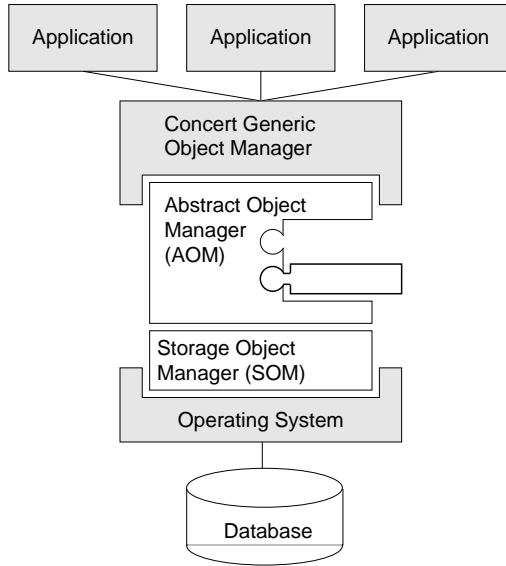 Application
Application
Application
Concert Generic
Object Manager
Abstract Object
Manager
(AOM)
Storage Object
Manager (SOM)
Operating System
Database